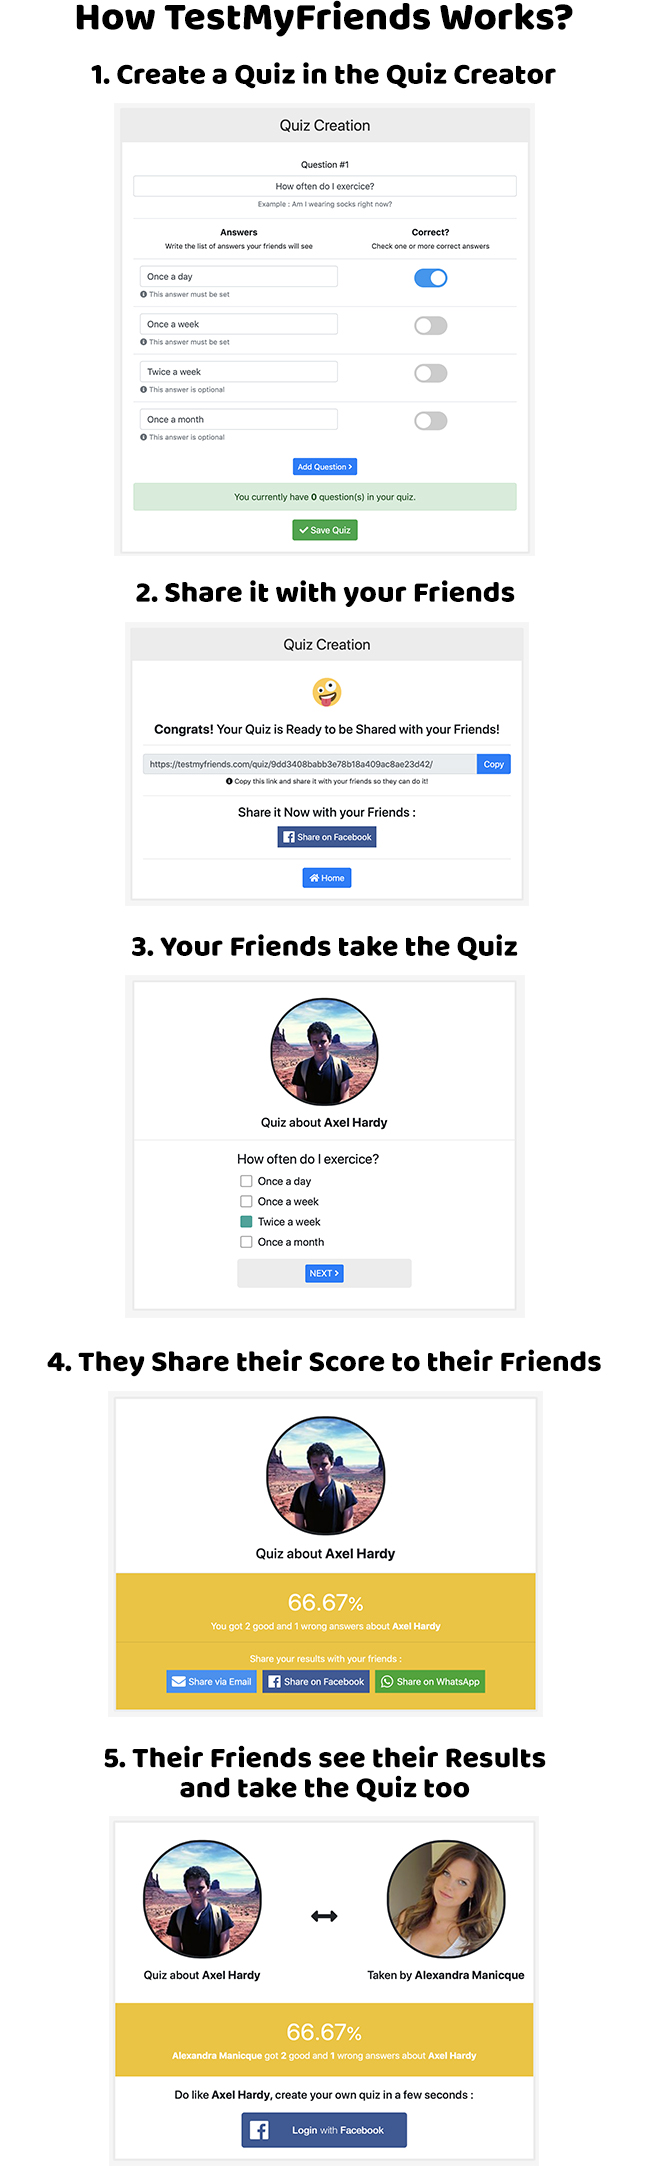 How TestMyFriends Works?
1. Create a Quiz in the Quiz Creator
Quiz Creation
Question #1
How often do I exercice?
Example : Am I wearing socks right now?
Answers
Correct?
Write the list of answers your friends will see
Check one or more correct answers
Once a day
This answer must be set
Once a week
This answer must be set
Twice a week
This answer is optional
Once a month
This answer is optional
Add Question >
You currently have 0 question(s) in your quiz.
Save Quiz
2. Share it with your Friends
Quiz Creation
Congrats! Your Quiz is Ready to be Shared with your Friends!
https://testmyfriends.com/quiz/9dd3408babb3e78b18a409ac8ae23d42/
Copy
Copy this link and share it with your friends so they can do it!
Share it Now with your Friends :
Share on Facebook
Home
3. Your Friends take the Quiz
Quiz about Axel Hardy
How often do I exercice?
Once a day
Once a week
Twice a week
Once a month
NEXT >
4. They Share their Score to their Friends
Quiz about Axel Hardy
66.67%
You got 2 good and 1 wrong answers about Axel Hardy
Share your results with your friends :
Share via Email
Share on Facebook
Share on WhatsApp
5. Their Friends see their Results
and take the Quiz too
Quiz about Axel Hardy
Taken by Alexandra Manicque
66.67%
Alexandra Manicque got 2 good and 1 wrong answers about Axel Hardy
Do like Axel Hardy, create your own quiz in a few seconds :
Login with Facebook